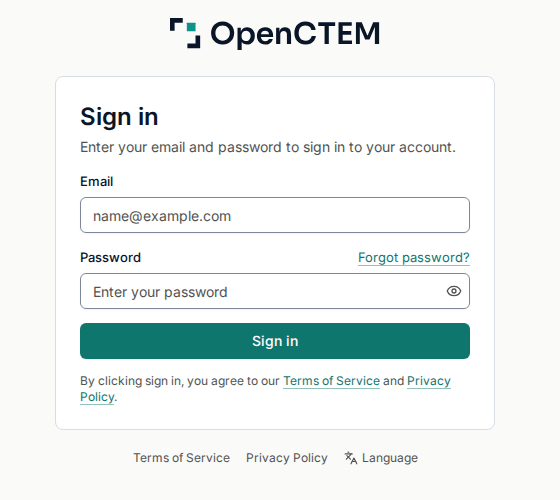 OpenCTEM
Sign in
Enter your email and password to sign in to your account.
Email
name@example.com
Password
Forgot password?
Enter your password
Sign in
By clicking sign in, you agree to our Terms of Service and Privacy
Policy.
Terms of Service Privacy Policy Language